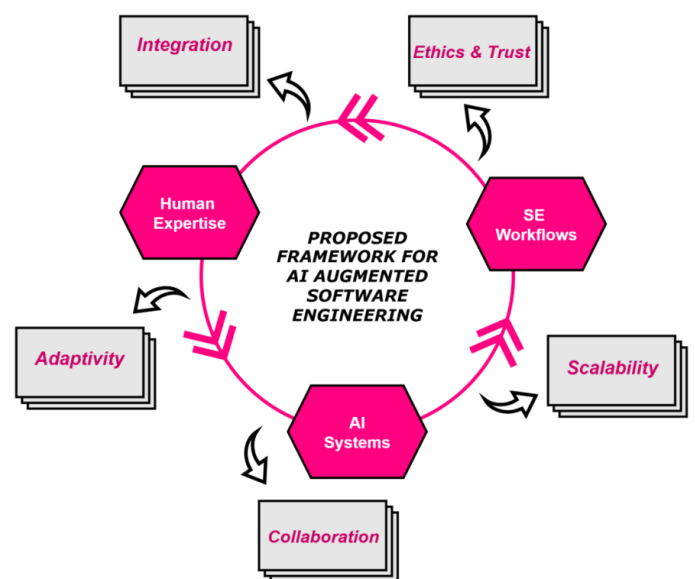 Integration
Ethics & Trust
Human
Expertise
SE
Workflows
PROPOSED
FRAMEWORK FOR
AI AUGMENTED
SOFTWARE
ENGINEERING
Adaptivity
Scalability
AI
Systems
Collaboration